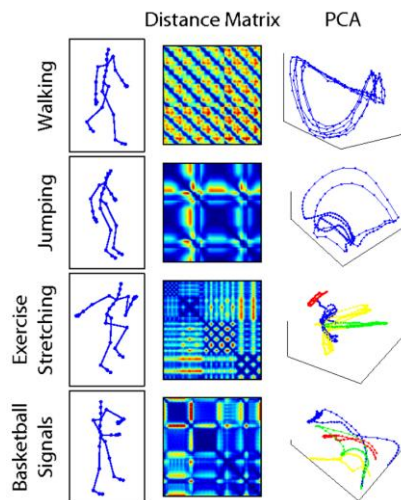 Distance Matrix PCA
Walking
Jumping
Exercise
Stretching
Basketball
Signals